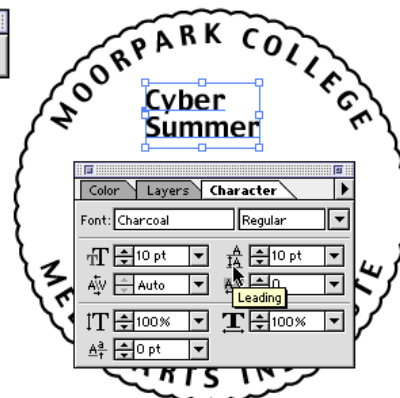 MOORPARK COLLEGE
Cyber
Summer
Color Layers Character
Font: Charcoal Regular
10 pt 10 pt
Auto 0
Leading
100% 100%
0 pt
ARTS